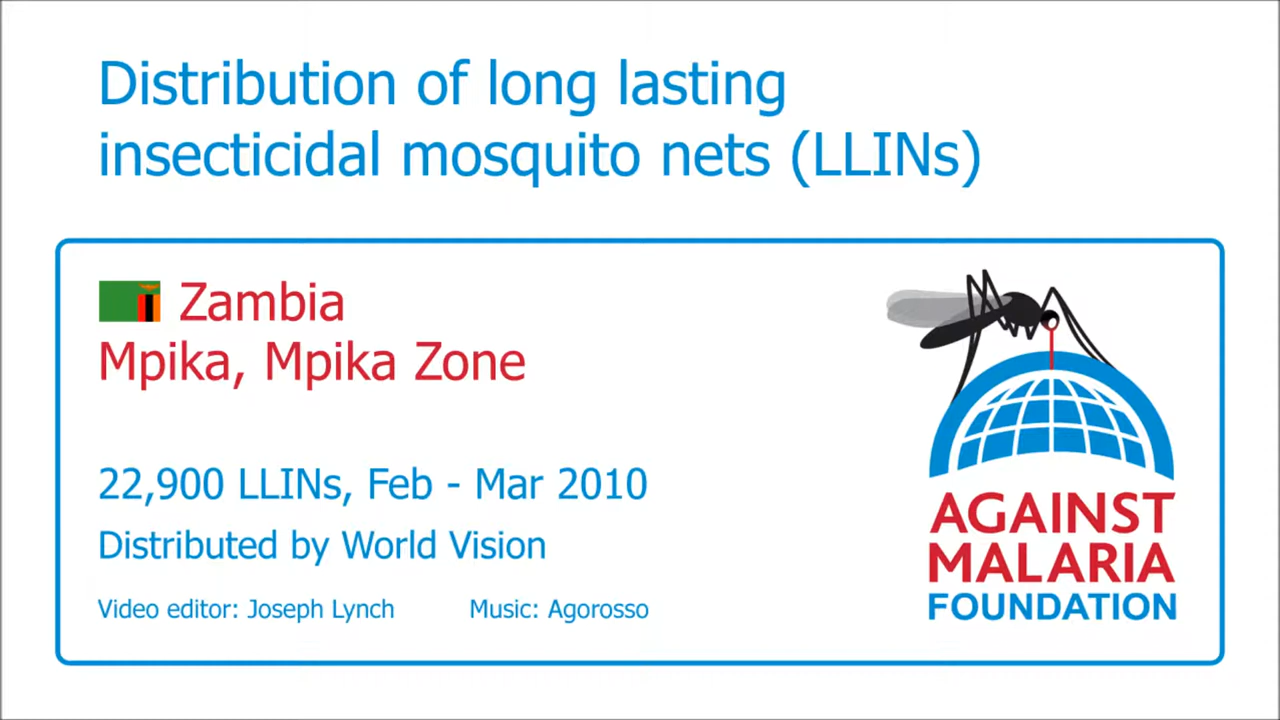 Distribution of long lasting
insecticidal mosquito nets (LLINs)
Zambia
Mpika, Mpika Zone
22,900 LLINs, Feb - Mar 2010
Distributed by World Vision
Video editor: Joseph Lynch Music: Agorosso
AGAINST
MALARIA
FOUNDATION